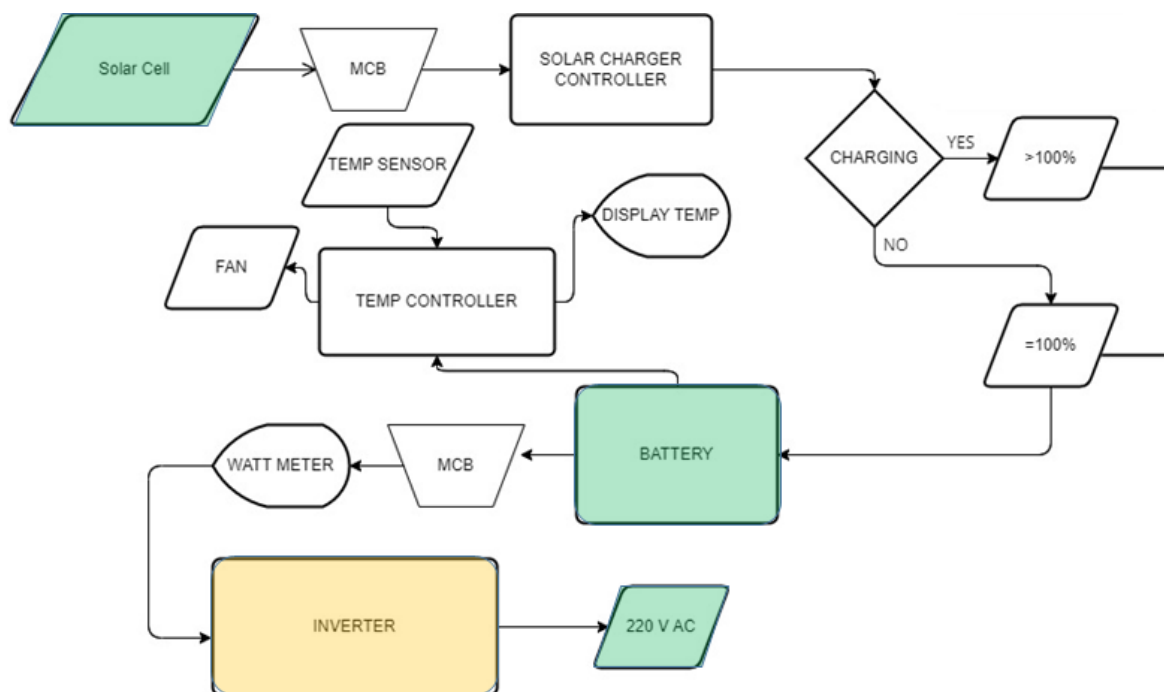 Solar Cell
MCB
SOLAR CHARGER
CONTROLLER
CHARGING
YES
>100%
NO
=100%
TEMP SENSOR
DISPLAY TEMP
FAN
TEMP CONTROLLER
BATTERY
MCB
WATT METER
INVERTER
220 V AC